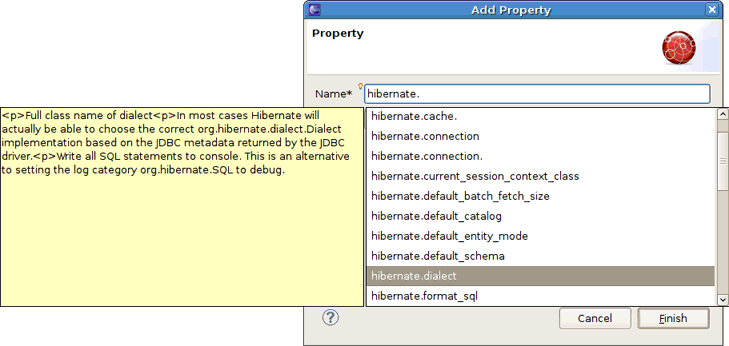 Add Property
Property
Name* hibernate.
<p>Full class name of dialect<p>In most cases Hibernate will
actually be able to choose the correct org.hibernate.dialect.Dialect
implementation based on the JDBC metadata returned by the JDBC
driver.<p>Write all SQL statements to console. This is an alternative
to setting the log category org.hibernate.SQL to debug.
hibernate.cache.
hibernate.connection
hibernate.connection.
hibernate.current_session_context_class
hibernate.default_batch_fetch_size
hibernate.default_catalog
hibernate.default_entity_mode
hibernate.default_schema
hibernate.dialect
hibernate.format_sql
?
Cancel
Finish